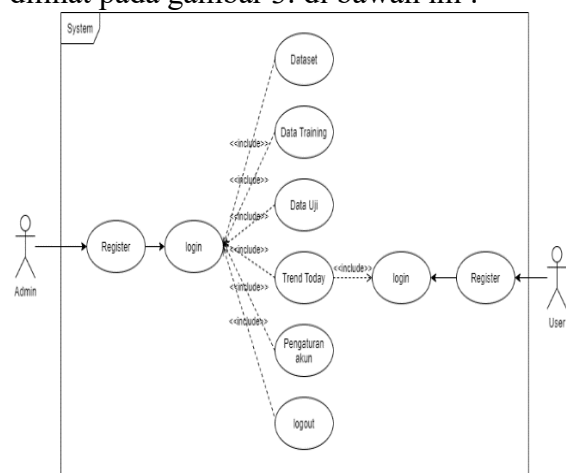 dilihat pada gambar 3. di bawah ini :
System
Dataset
Data Training
<<include>>
<<include>>
Data Uji
<<include>>
Register
login
<<include>>
Trend Today
<<include>>
login
Register
Admin
User
<<include>>
<<include>>
Pengaturan
akun
logout